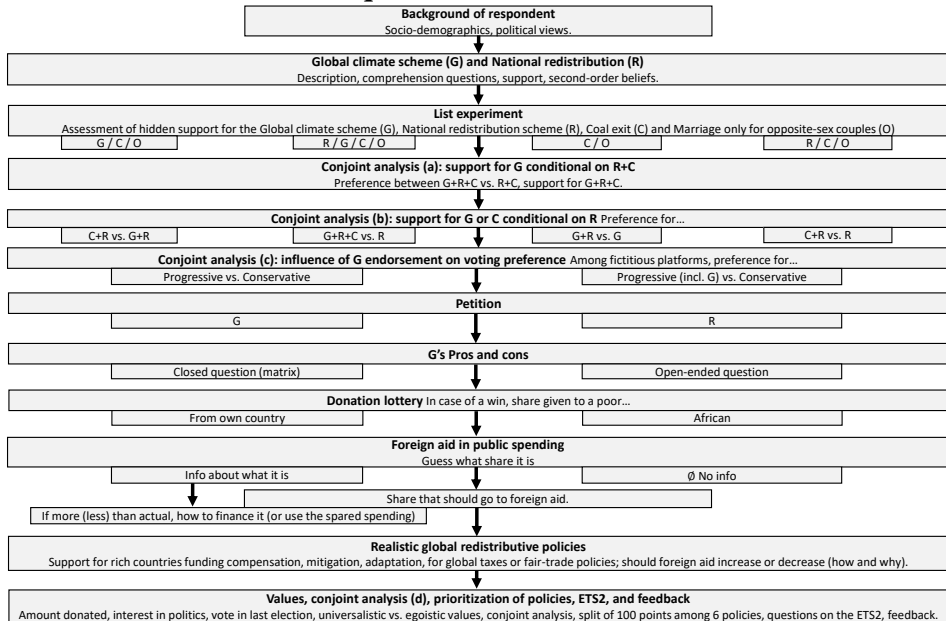 Background of respondent
Socio-demographics, political views.
Global climate scheme (G) and National redistribution (R)
Description, comprehension questions, support, second-order beliefs.
List experiment
Assessment of hidden support for the Global climate scheme (G), National redistribution scheme (R), Coal exit (C) and Marriage only for opposite-sex couples (O)
G / C / O
R / G / C / O
C / O
R / C / O
Conjoint analysis (a): support for G conditional on R+C
Preference between G+R+C vs. R+C, support for G+R+C.
Conjoint analysis (b): support for G or C conditional on R Preference for...
C+R vs. G+R
G+R+C vs. R
G+R vs. G
C+R vs. R
Conjoint analysis (c): influence of G endorsement on voting preference Among fictitious platforms, preference for...
Progressive vs. Conservative
Progressive (incl. G) vs. Conservative
Petition
G
R
G's Pros and cons
Closed question (matrix)
Open-ended question
Donation lottery In case of a win, share given to a poor...
From own country
African
Foreign aid in public spending
Guess what share it is
Info about what it is
Ø No info
Share that should go to foreign aid.
If more (less) than actual, how to finance it (or use the spared spending)
Realistic global redistributive policies
Support for rich countries funding compensation, mitigation, adaptation, for global taxes or fair-trade policies; should foreign aid increase or decrease (how and why).
Values, conjoint analysis (d), prioritization of policies, ETS2, and feedback
Amount donated, interest in politics, vote in last election, universalistic vs. egoistic values, conjoint analysis, split of 100 points among 6 policies, questions on the ETS2, feedback.